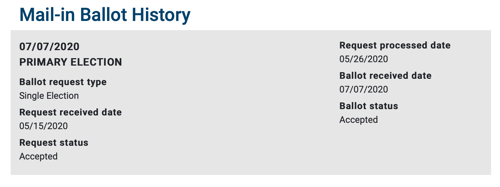 Mail-in Ballot History
07/07/2020
PRIMARY ELECTION
Ballot request type
Single Election
Request received date
05/15/2020
Request status
Accepted
Request processed date
05/26/2020
Ballot received date
07/07/2020
Ballot status
Accepted